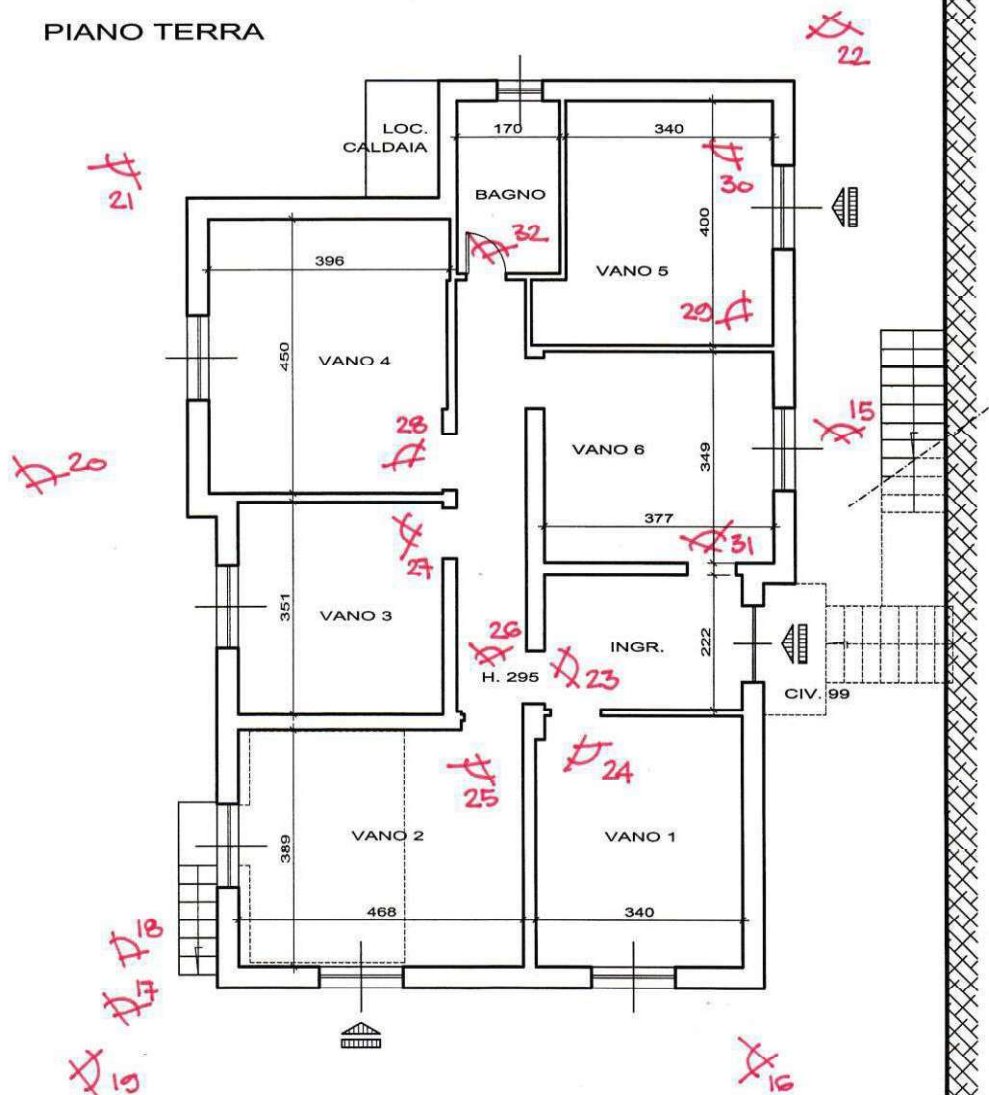 PIANO TERRA
22
LOC.
CALDAIA
170
340
21
30
BAGNO
32
400
396
VANO 5
29
450
VANO 4
28
15
20
VANO 6
349
27
377
31
351
VANO 3
26
INGR.
222
H. 295
23
CIV. 99
25
24
389
VANO 2
VANO 1
468
340
18
17
19
16